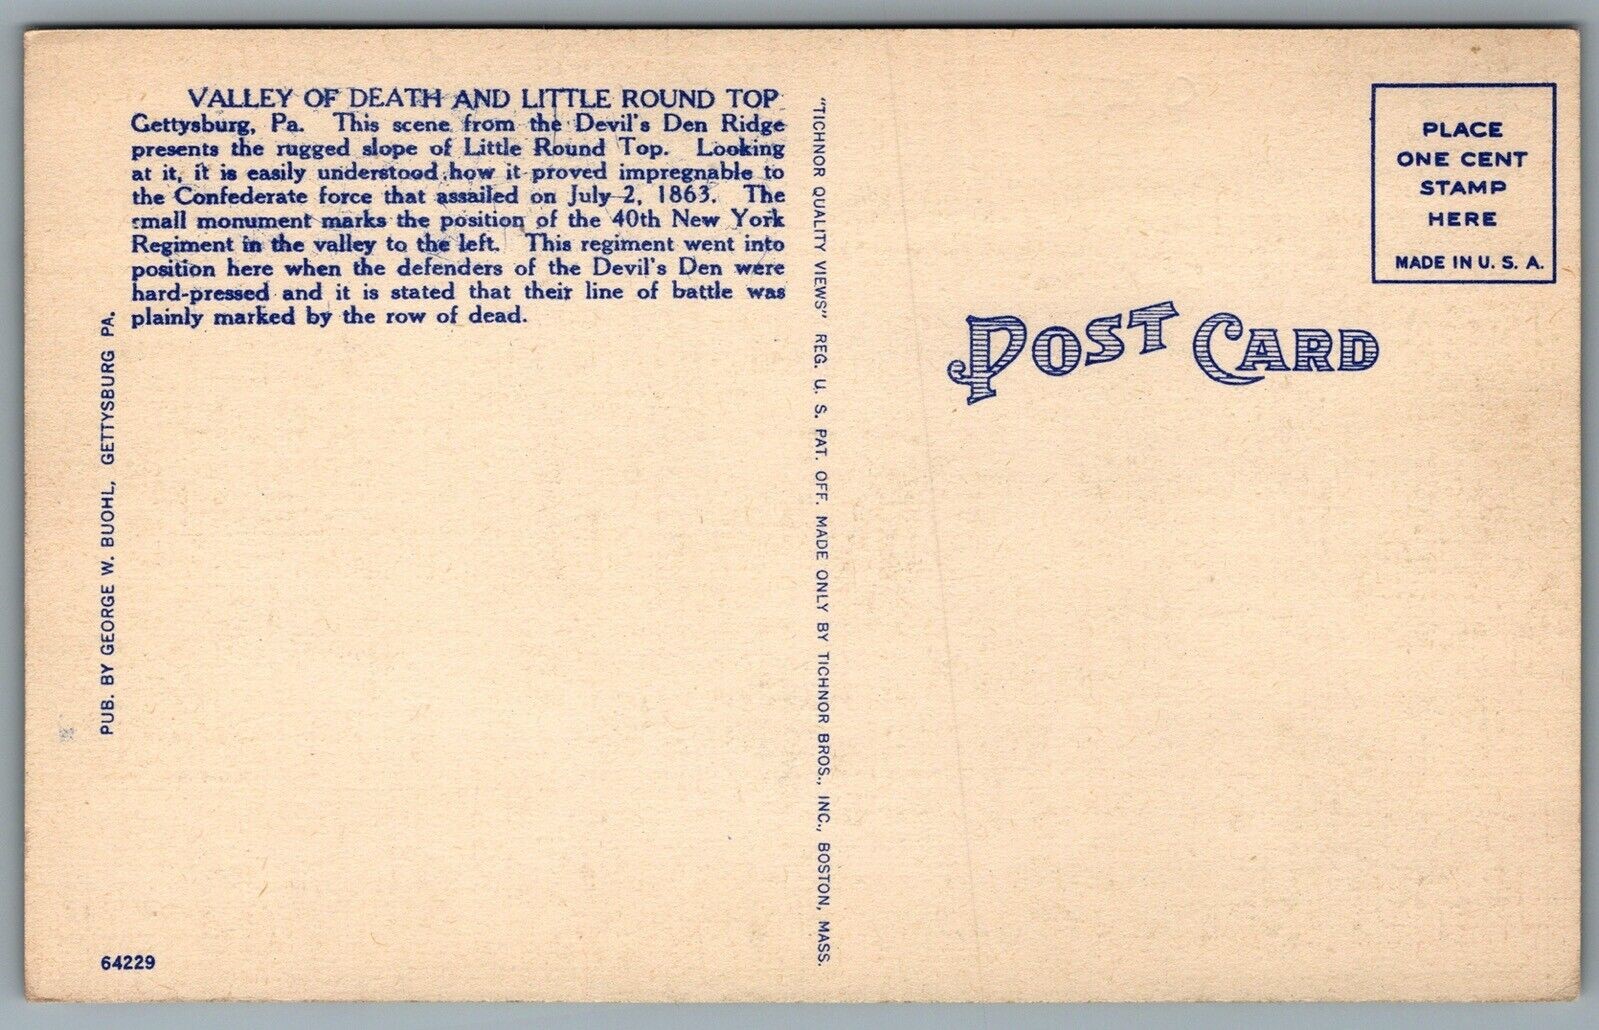 VALLEY OF DEATH AND LITTLE ROUND TOP
Gettysburg, Pa. This scene from the Devil's Den Ridge
presents the rugged slope of Little Round Top. Looking
at it, it is easily understood how it proved impregnable to
the Confederate force that assailed on July 2, 1863. The
small monument marks the position of the 40th New York
Regiment in the valley to the left. This regiment went into
position here when the defenders of the Devil's Den were
hard-pressed and it is stated that their line of battle was
plainly marked by the row of dead.
PUB. BY GEORGE W. BUOHL, GETTYSBURG PA.
64229
"TICHNOR QUALITY VIEWS" REG. U. S. PAT. OFF. MADE ONLY BY TICHNOR BROS., INC., BOSTON, MASS.
PLACE
ONE CENT
STAMP
HERE
MADE IN U. S. A.
POST CARD